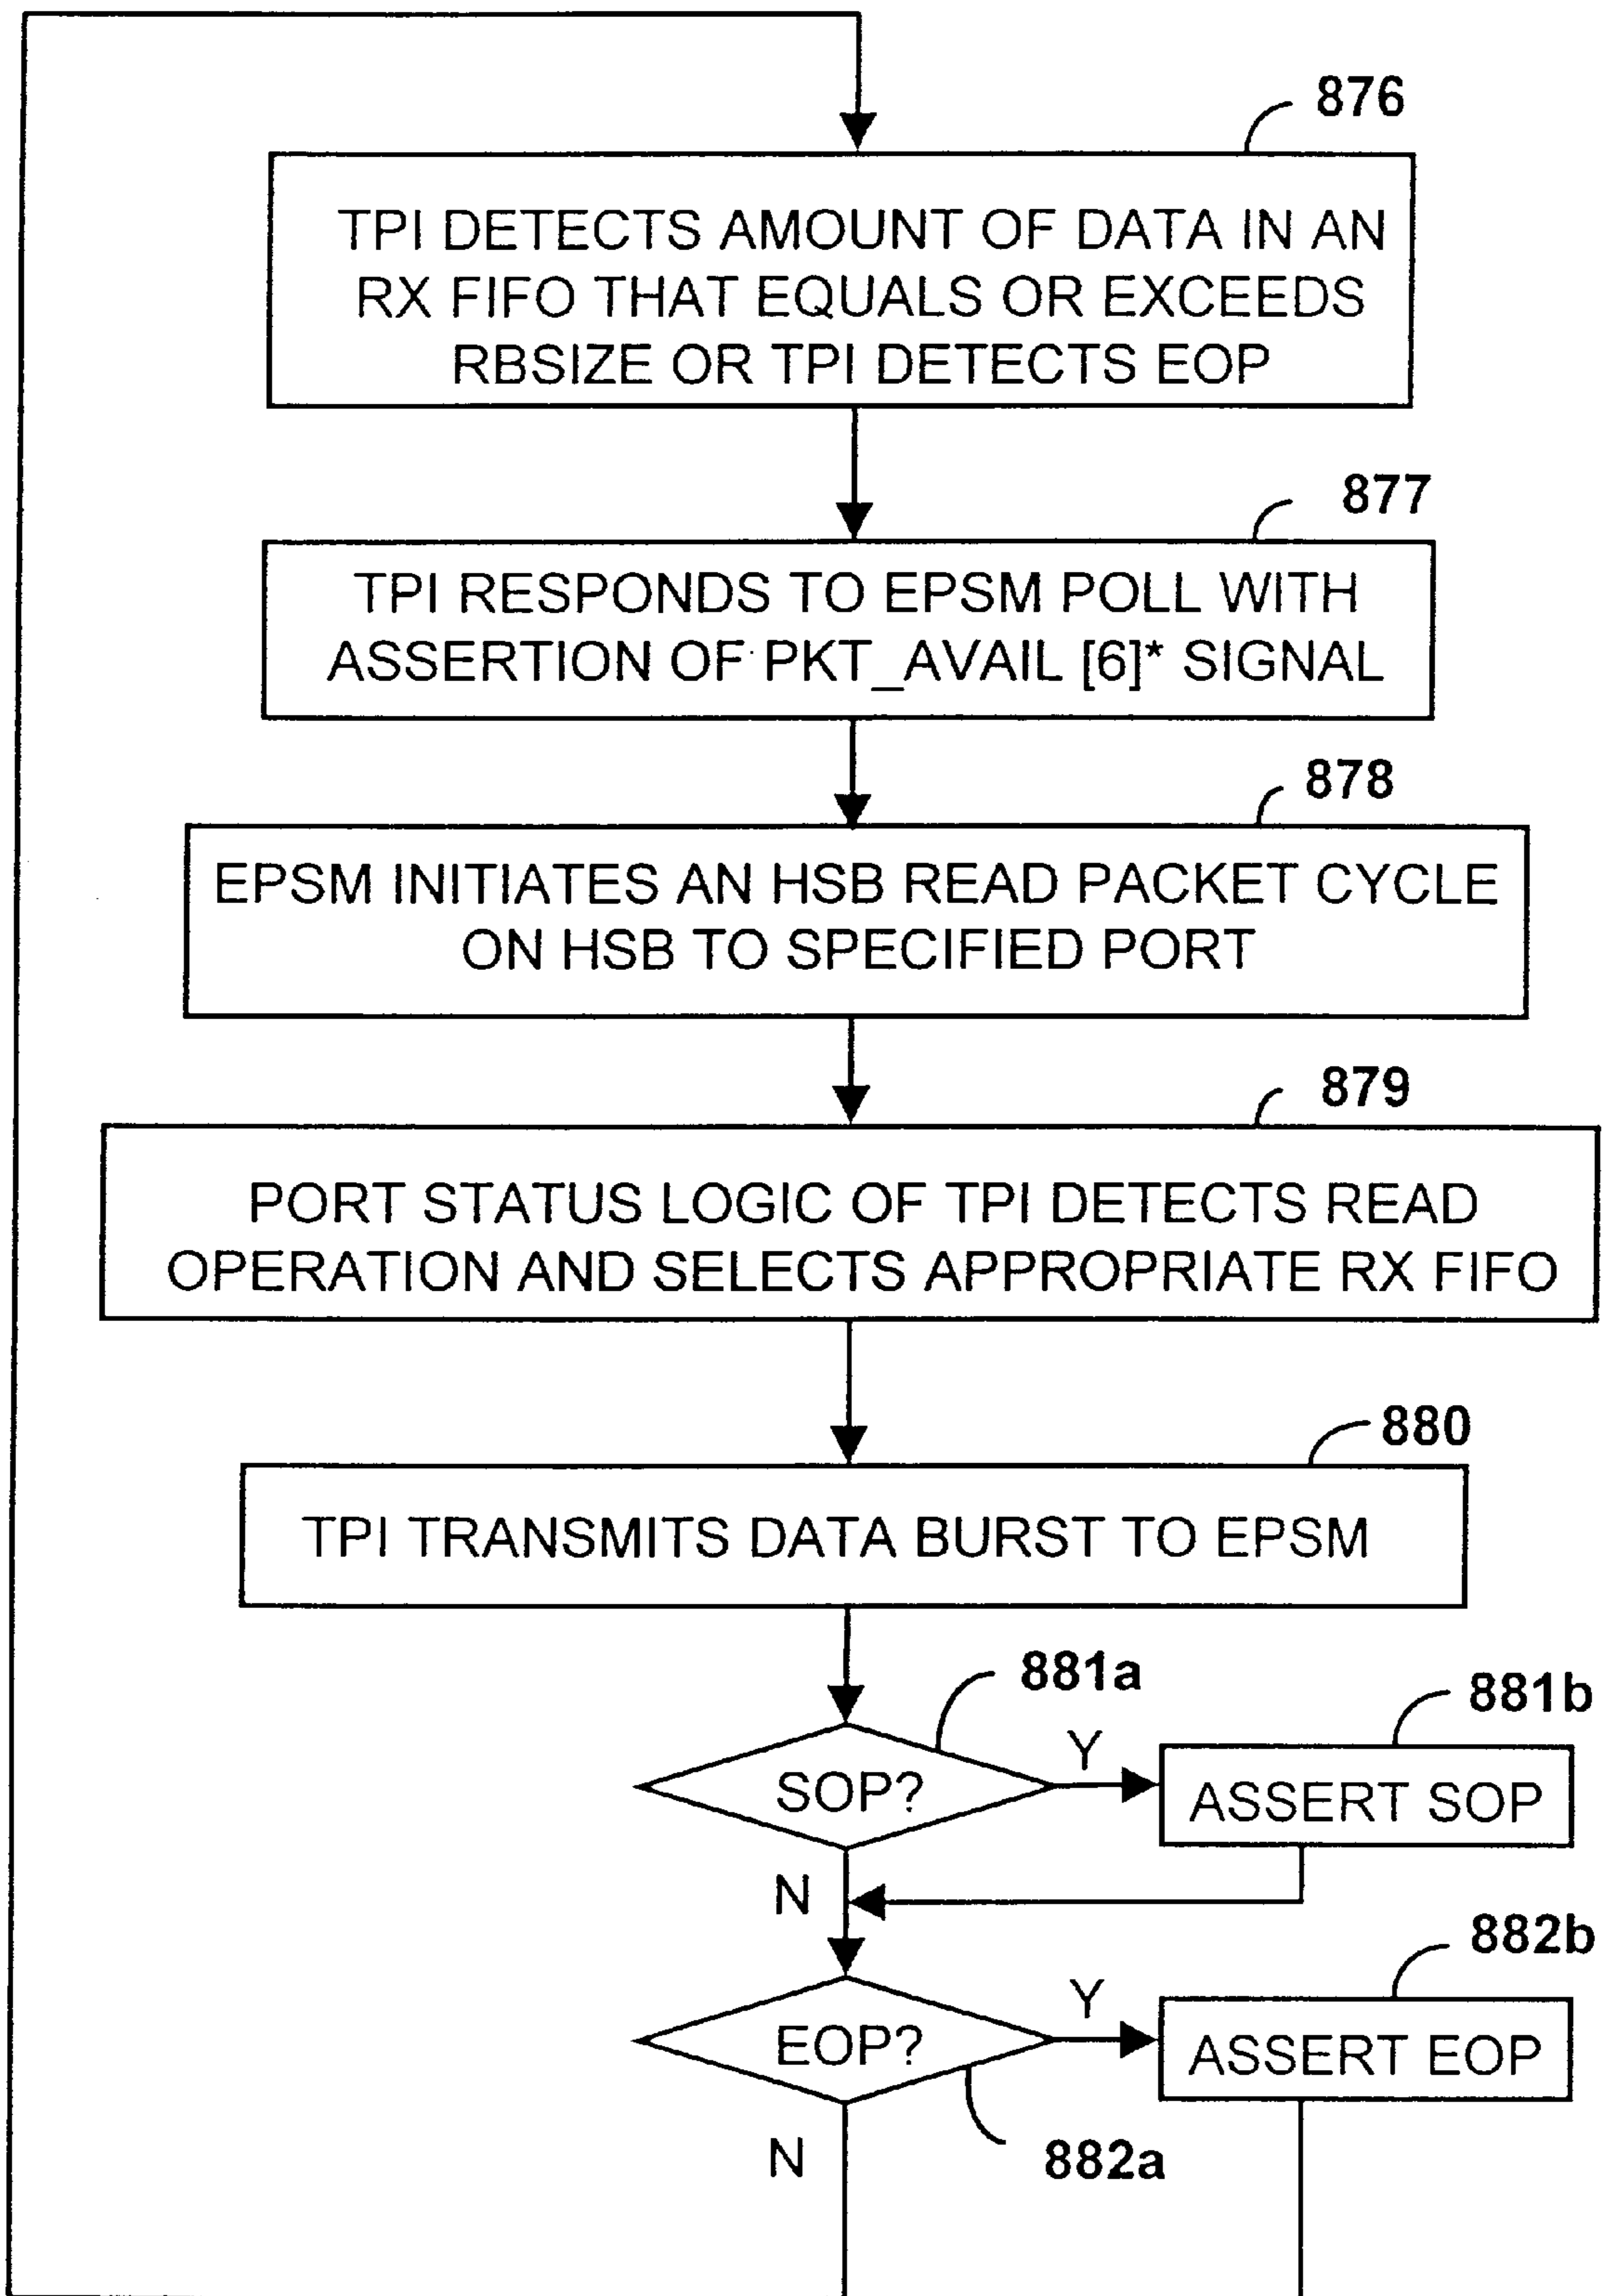 876
TPI DETECTS AMOUNT OF DATA IN AN
RX FIFO THAT EQUALS OR EXCEEDS
RBSIZE OR TPI DETECTS EOP
877
TPI RESPONDS TO EPSM POLL WITH
ASSERTION OF PKT_AVAIL [6]* SIGNAL
878
EPSM INITIATES AN HSB READ PACKET CYCLE
ON HSB TO SPECIFIED PORT
879
PORT STATUS LOGIC OF TPI DETECTS READ
OPERATION AND SELECTS APPROPRIATE RX FIFO
880
TPI TRANSMITS DATA BURST TO EPSM
881a
881b
SOP?
Y
ASSERT SOP
N
882b
EOP?
Y
ASSERT EOP
N
882a